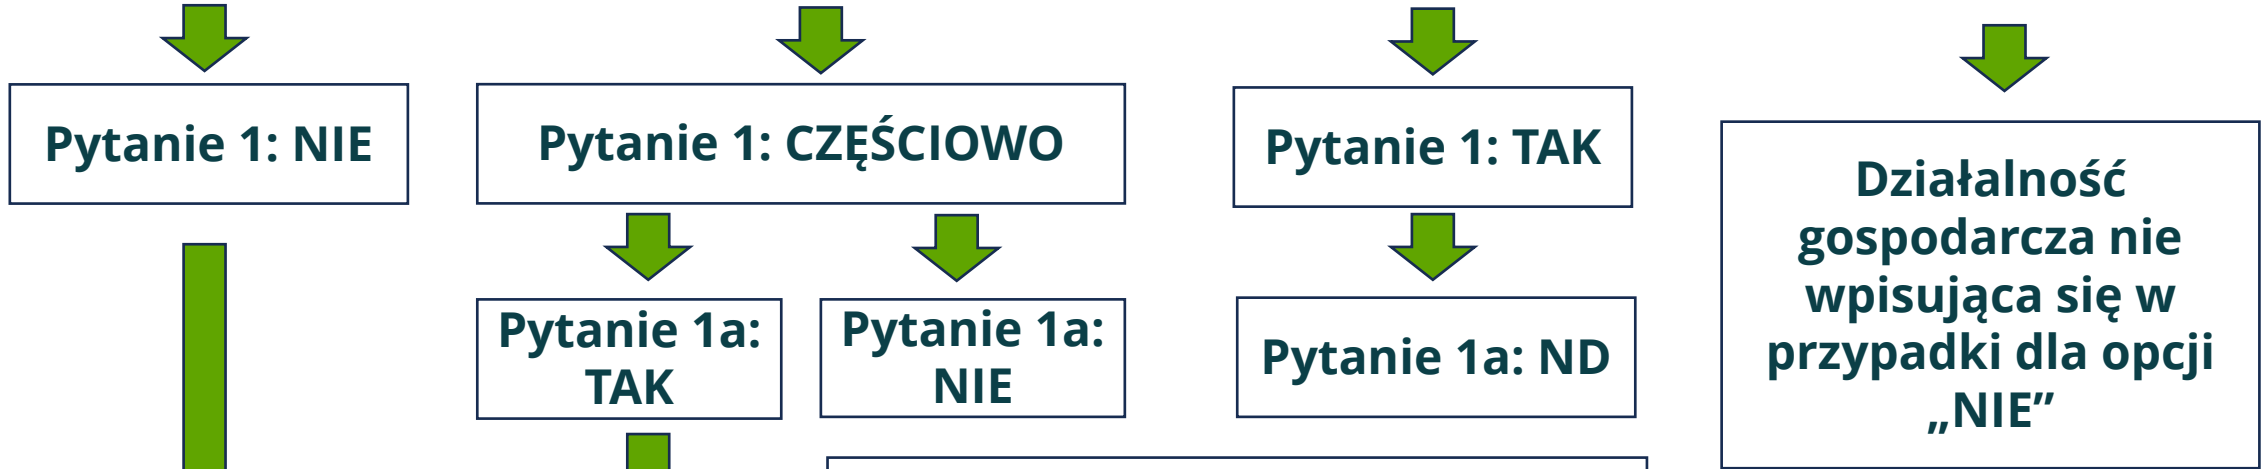 Pytanie 1: NIE
Pytanie 1: CZĘŚCIOWO
Pytanie 1: TAK
Działalność
gospodarcza nie
wpisująca się w
przypadki dla opcji
„NIE”
Pytanie 1a:
TAK
Pytanie 1a:
NIE
Pytanie 1a: ND